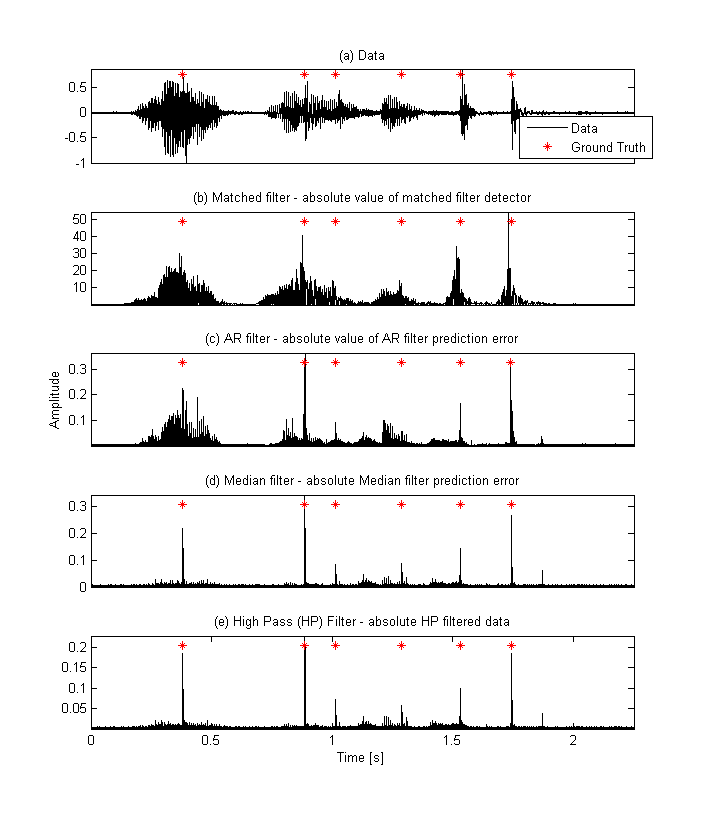 (a) Data
0.5
0
-0.5
-1
Data
Ground Truth
(b) Matched filter - absolute value of matched filter detector
50
40
30
20
10
(c) AR filter - absolute value of AR filter prediction error
0.3
0.2
0.1
Amplitude
(d) Median filter - absolute Median filter prediction error
0.3
0.2
0.1
0
(e) High Pass (HP) Filter - absolute HP filtered data
0.2
0.15
0.1
0.05
0 0.5 1 1.5 2
Time [s]